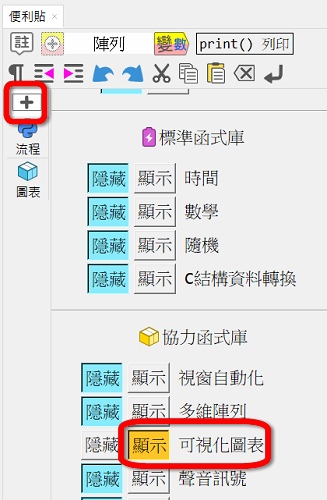 便利貼 ×
註 陣列 變數 print() 列印
流程
圖表
標準函式庫
隱藏 顯示 時間
隱藏 顯示 數學
隱藏 顯示 隨機
隱藏 顯示 C結構資料轉換
協力函式庫
隱藏 顯示 視窗自動化
隱藏 顯示 多維陣列
隱藏 顯示 可視化圖表
隱藏 顯示 聲音訊號